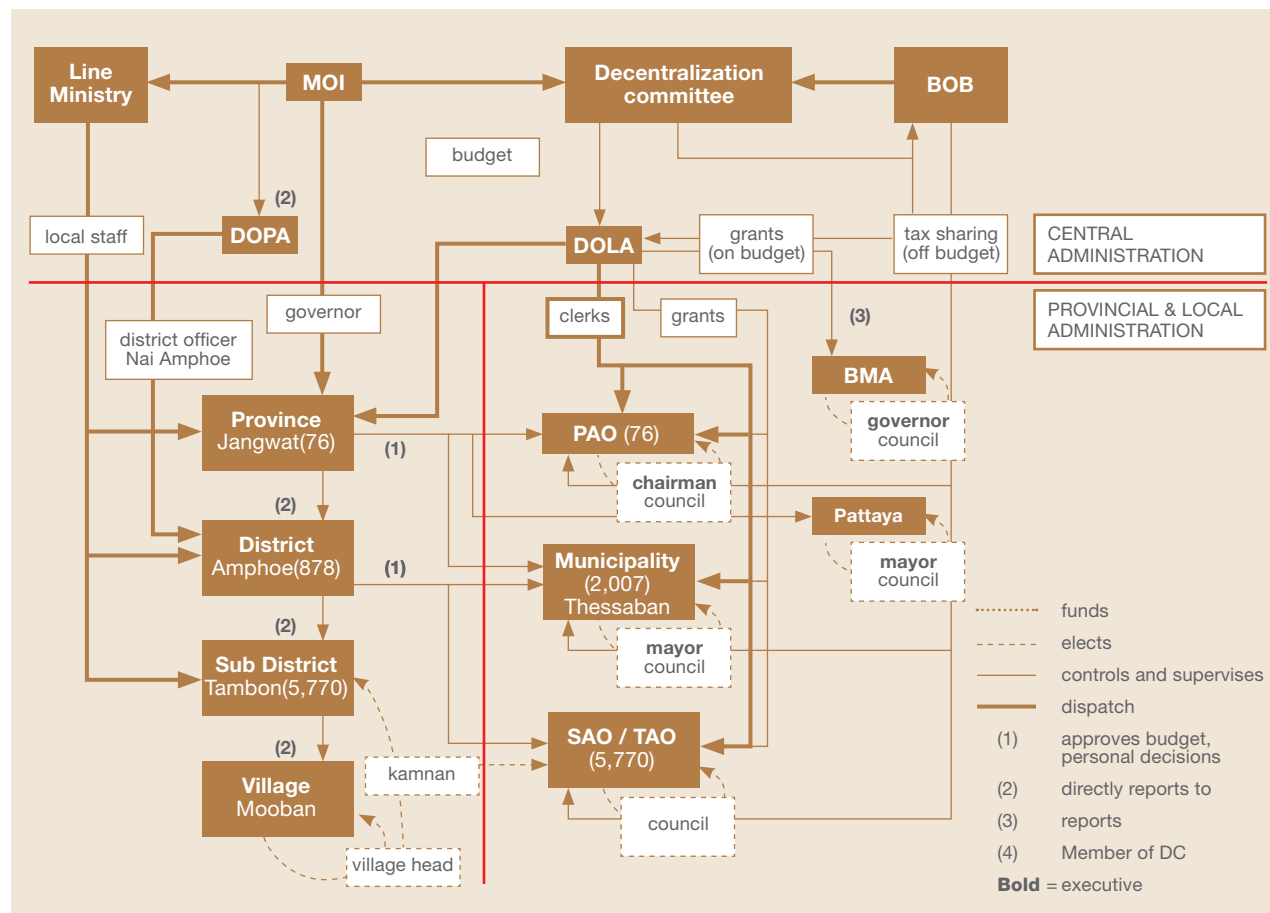 Line
Ministry
MOI
Decentralization
committee
BOB
budget
(2)
local staff
DOPA
DOLA
grants
(on budget)
tax sharing
(off budget)
CENTRAL
ADMINISTRATION
district officer
Nai Amphoe
governor
clerks
grants
(3)
PROVINCIAL & LOCAL
ADMINISTRATION
BMA
governor
council
Province
Jangwat(76)
(1)
PAO (76)
chairman
council
(2)
Pattaya
mayor
council
District
Amphoe(878)
(1)
Municipality
(2,007)
Thessaban
mayor
council
(2)
Sub District
Tambon(5,770)
SAO / TAO
(5,770)
council
(2)
kamnan
Village
Mooban
village head
funds
elects
controls and supervises
dispatch
(1) approves budget,
personal decisions
(2) directly reports to
(3) reports
(4) Member of DC
Bold = executive